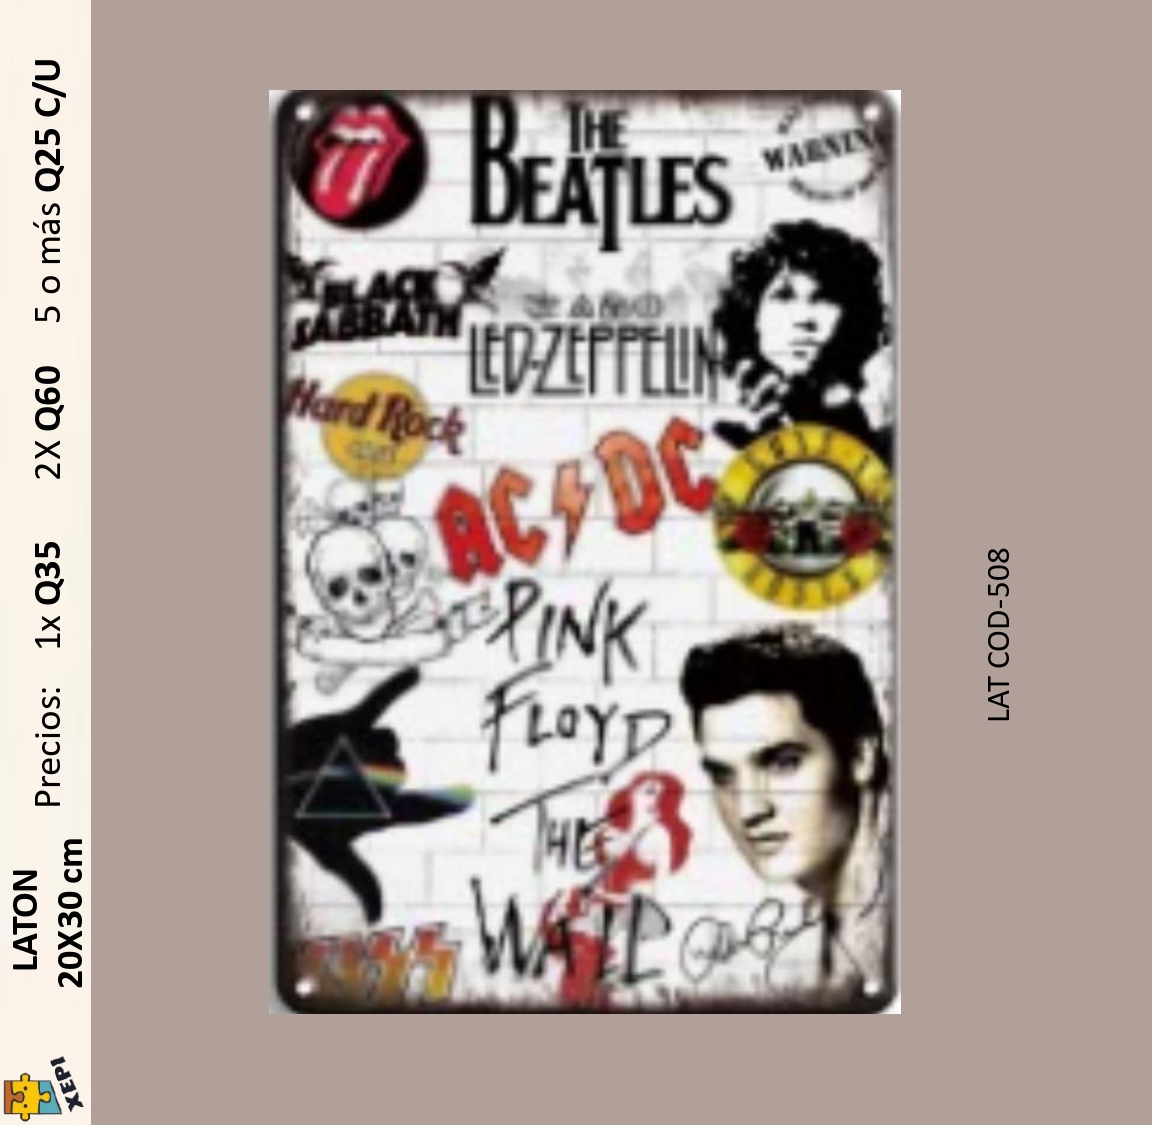 LATON
20X30 cm
Precios: 1x Q35 2X Q60 5 o más Q25 C/U
XEPI
THE
BEATLES
WARNING
BLACK
SABBATH
LED-ZEPPELIN
Hard Rock
AC DC
PINK
FLOYD
THE
WALL
KISS
LAT COD-508